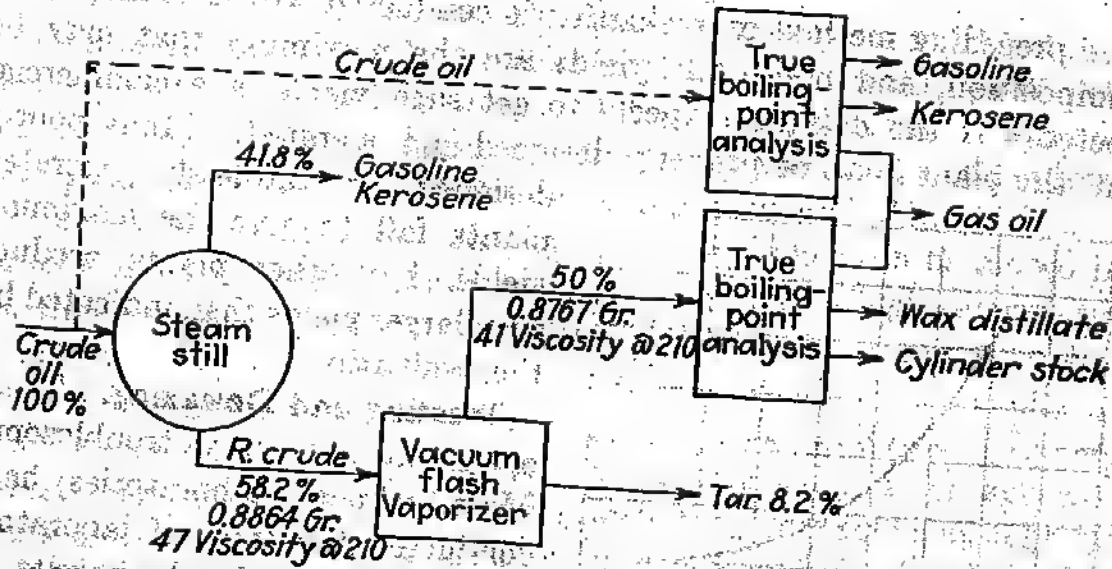 Crude oil
True
boiling-
point
analysis
Gasoline
Kerosene
41.8%
Gasoline
Kerosene
Gas oil
Steam
still
Crude
oil
100%
50%
0.8767 Gr.
41 Viscosity @210
True
boiling-
point
analysis
Wax distillate
Cylinder stock
R. crude
58.2%
0.8864 Gr.
47 Viscosity @210
Vacuum
flash
Vaporizer
Tar 8.2%